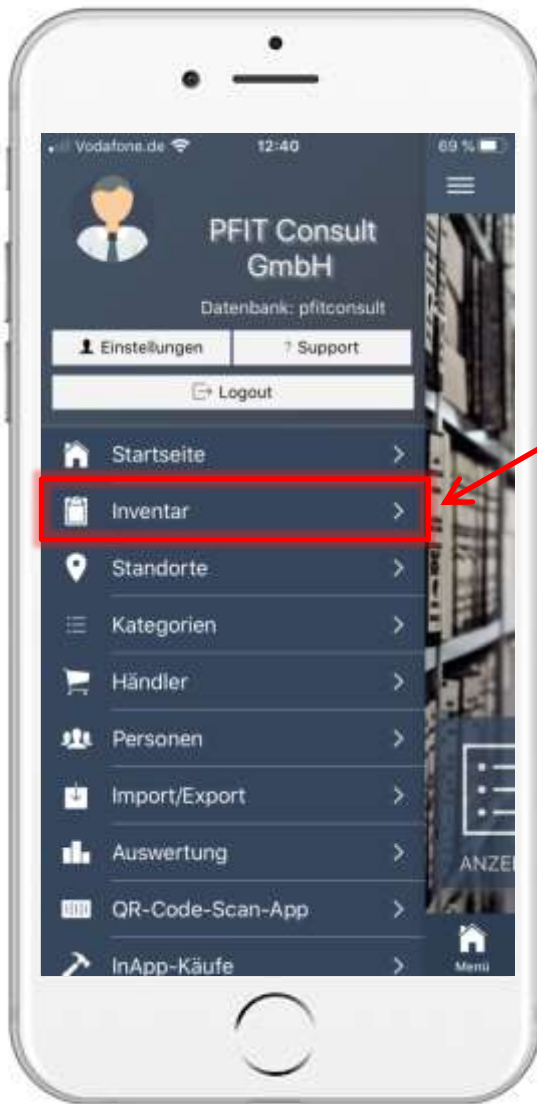 Vodafone.de
12:40
69 %
PFIT Consult
GmbH
Datenbank: pfitconsult
Einstellungen
? Support
Logout
Startseite
Inventar
Standorte
Kategorien
Händler
Personen
Import/Export
Auswertung
QR-Code-Scan-App
InApp-Käufe
ANZEI
Menü